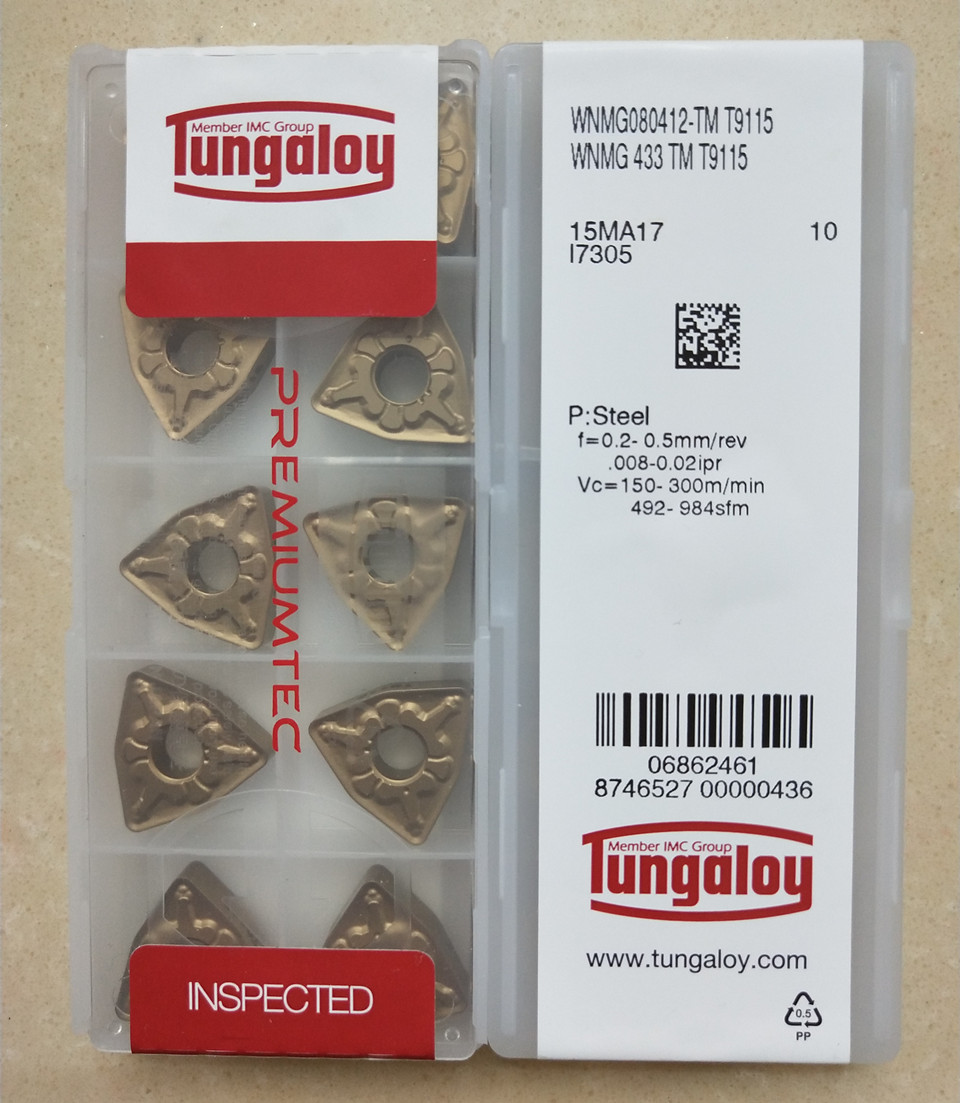 Member IMC Group
Tungaloy
PREMIUMTEC
INSPECTED
WNMG080412-TM T9115
WNMG 433 TM T9115
15MA17 10
I7305
P:Steel
f=0.2- 0.5mm/rev
.008-0.02ipr
Vc=150- 300m/min
492- 984sfm
06862461
8746527 00000436
Member IMC Group
Tungaloy
www.tungaloy.com
0.5
PP